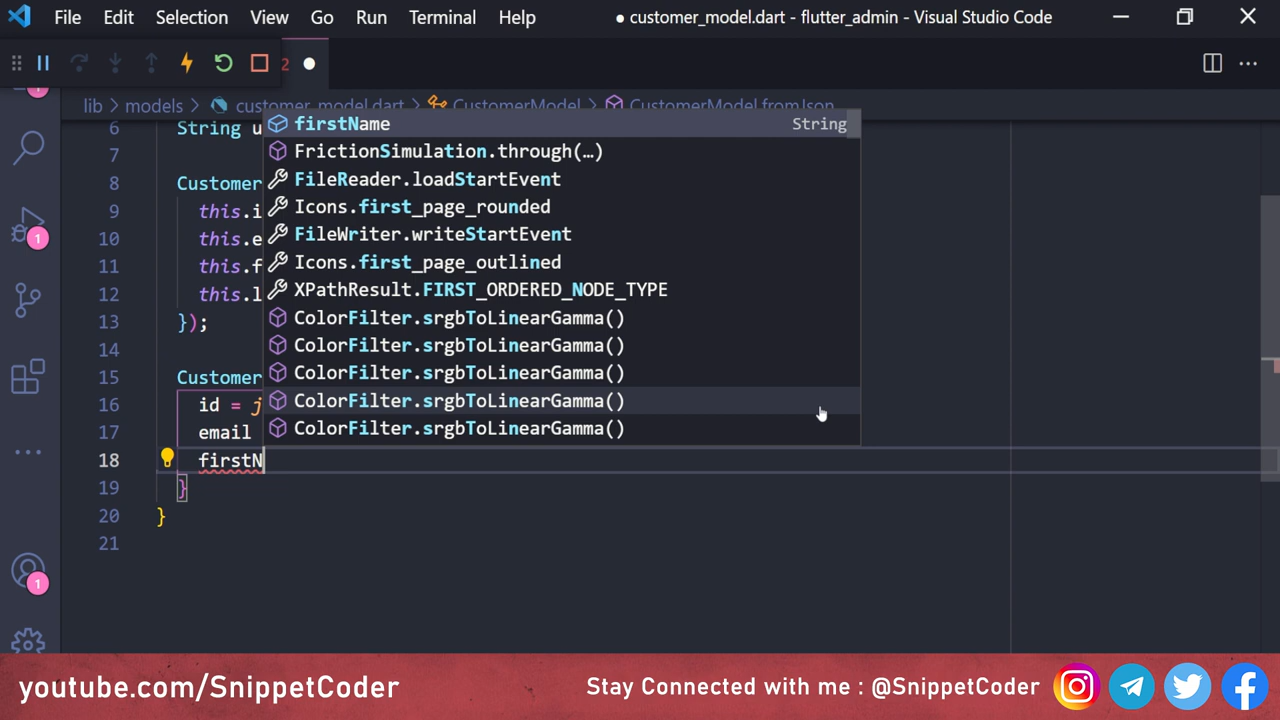 File Edit Selection View Go Run Terminal Help ● customer_model.dart - flutter_admin - Visual Studio Code
2
lib > models > customer_model.dart > CustomerModel > CustomerModel.fromJson
6 String u
7
8 Customer
9 this.i
10 this.e
11 this.f
12 this.l
13 });
14
15 Customer
16 id = j
17 email
18 firstN
19 }
20 }
21
firstName String
FrictionSimulation.through(…)
FileReader.loadStartEvent
Icons.first_page_rounded
FileWriter.writeStartEvent
Icons.first_page_outlined
XPathResult.FIRST_ORDERED_NODE_TYPE
ColorFilter.srgbToLinearGamma()
ColorFilter.srgbToLinearGamma()
ColorFilter.srgbToLinearGamma()
ColorFilter.srgbToLinearGamma()
ColorFilter.srgbToLinearGamma()
1
1
1
youtube.com/SnippetCoder Stay Connected with me : @SnippetCoder